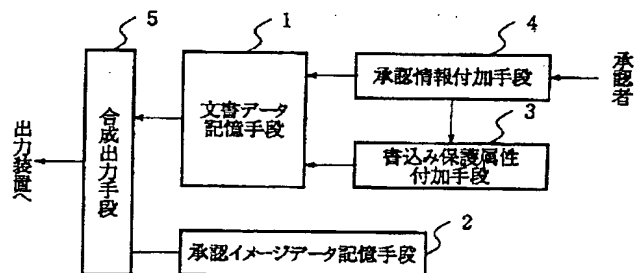 5
1
4
承認情報付加手段
承認者
文書データ
記憶手段
3
書込み保護属性
付加手段
合成出力手段
出力装置へ
2
承認イメージデータ記憶手段